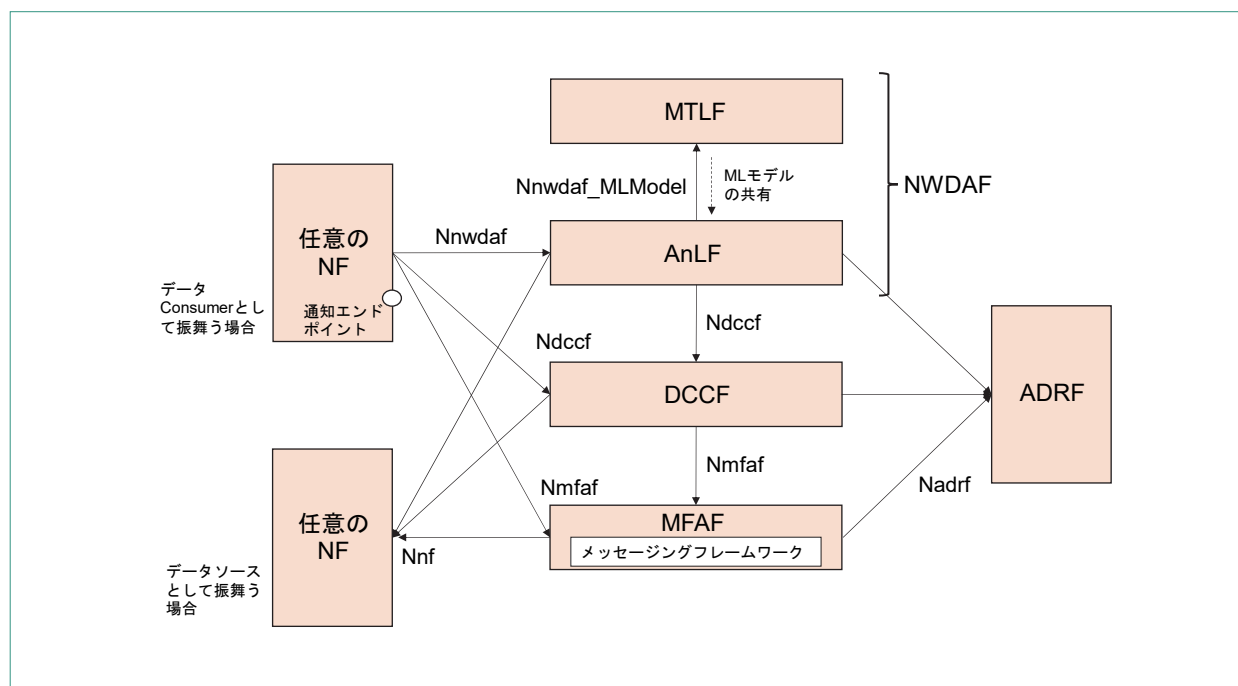 MTLF
Nnwdaf_MLModel
MLモデル
の共有
NWDAF
任意の
NF
通知エンド
ポイント
データ
Consumerとし
て振舞う場合
Nnwdaf
AnLF
Ndccf
Ndccf
DCCF
ADRF
Nmfaf
Nmfaf
Nadrf
任意の
NF
データソース
として振舞う
場合
Nnf
MFAF
メッセージングフレームワーク